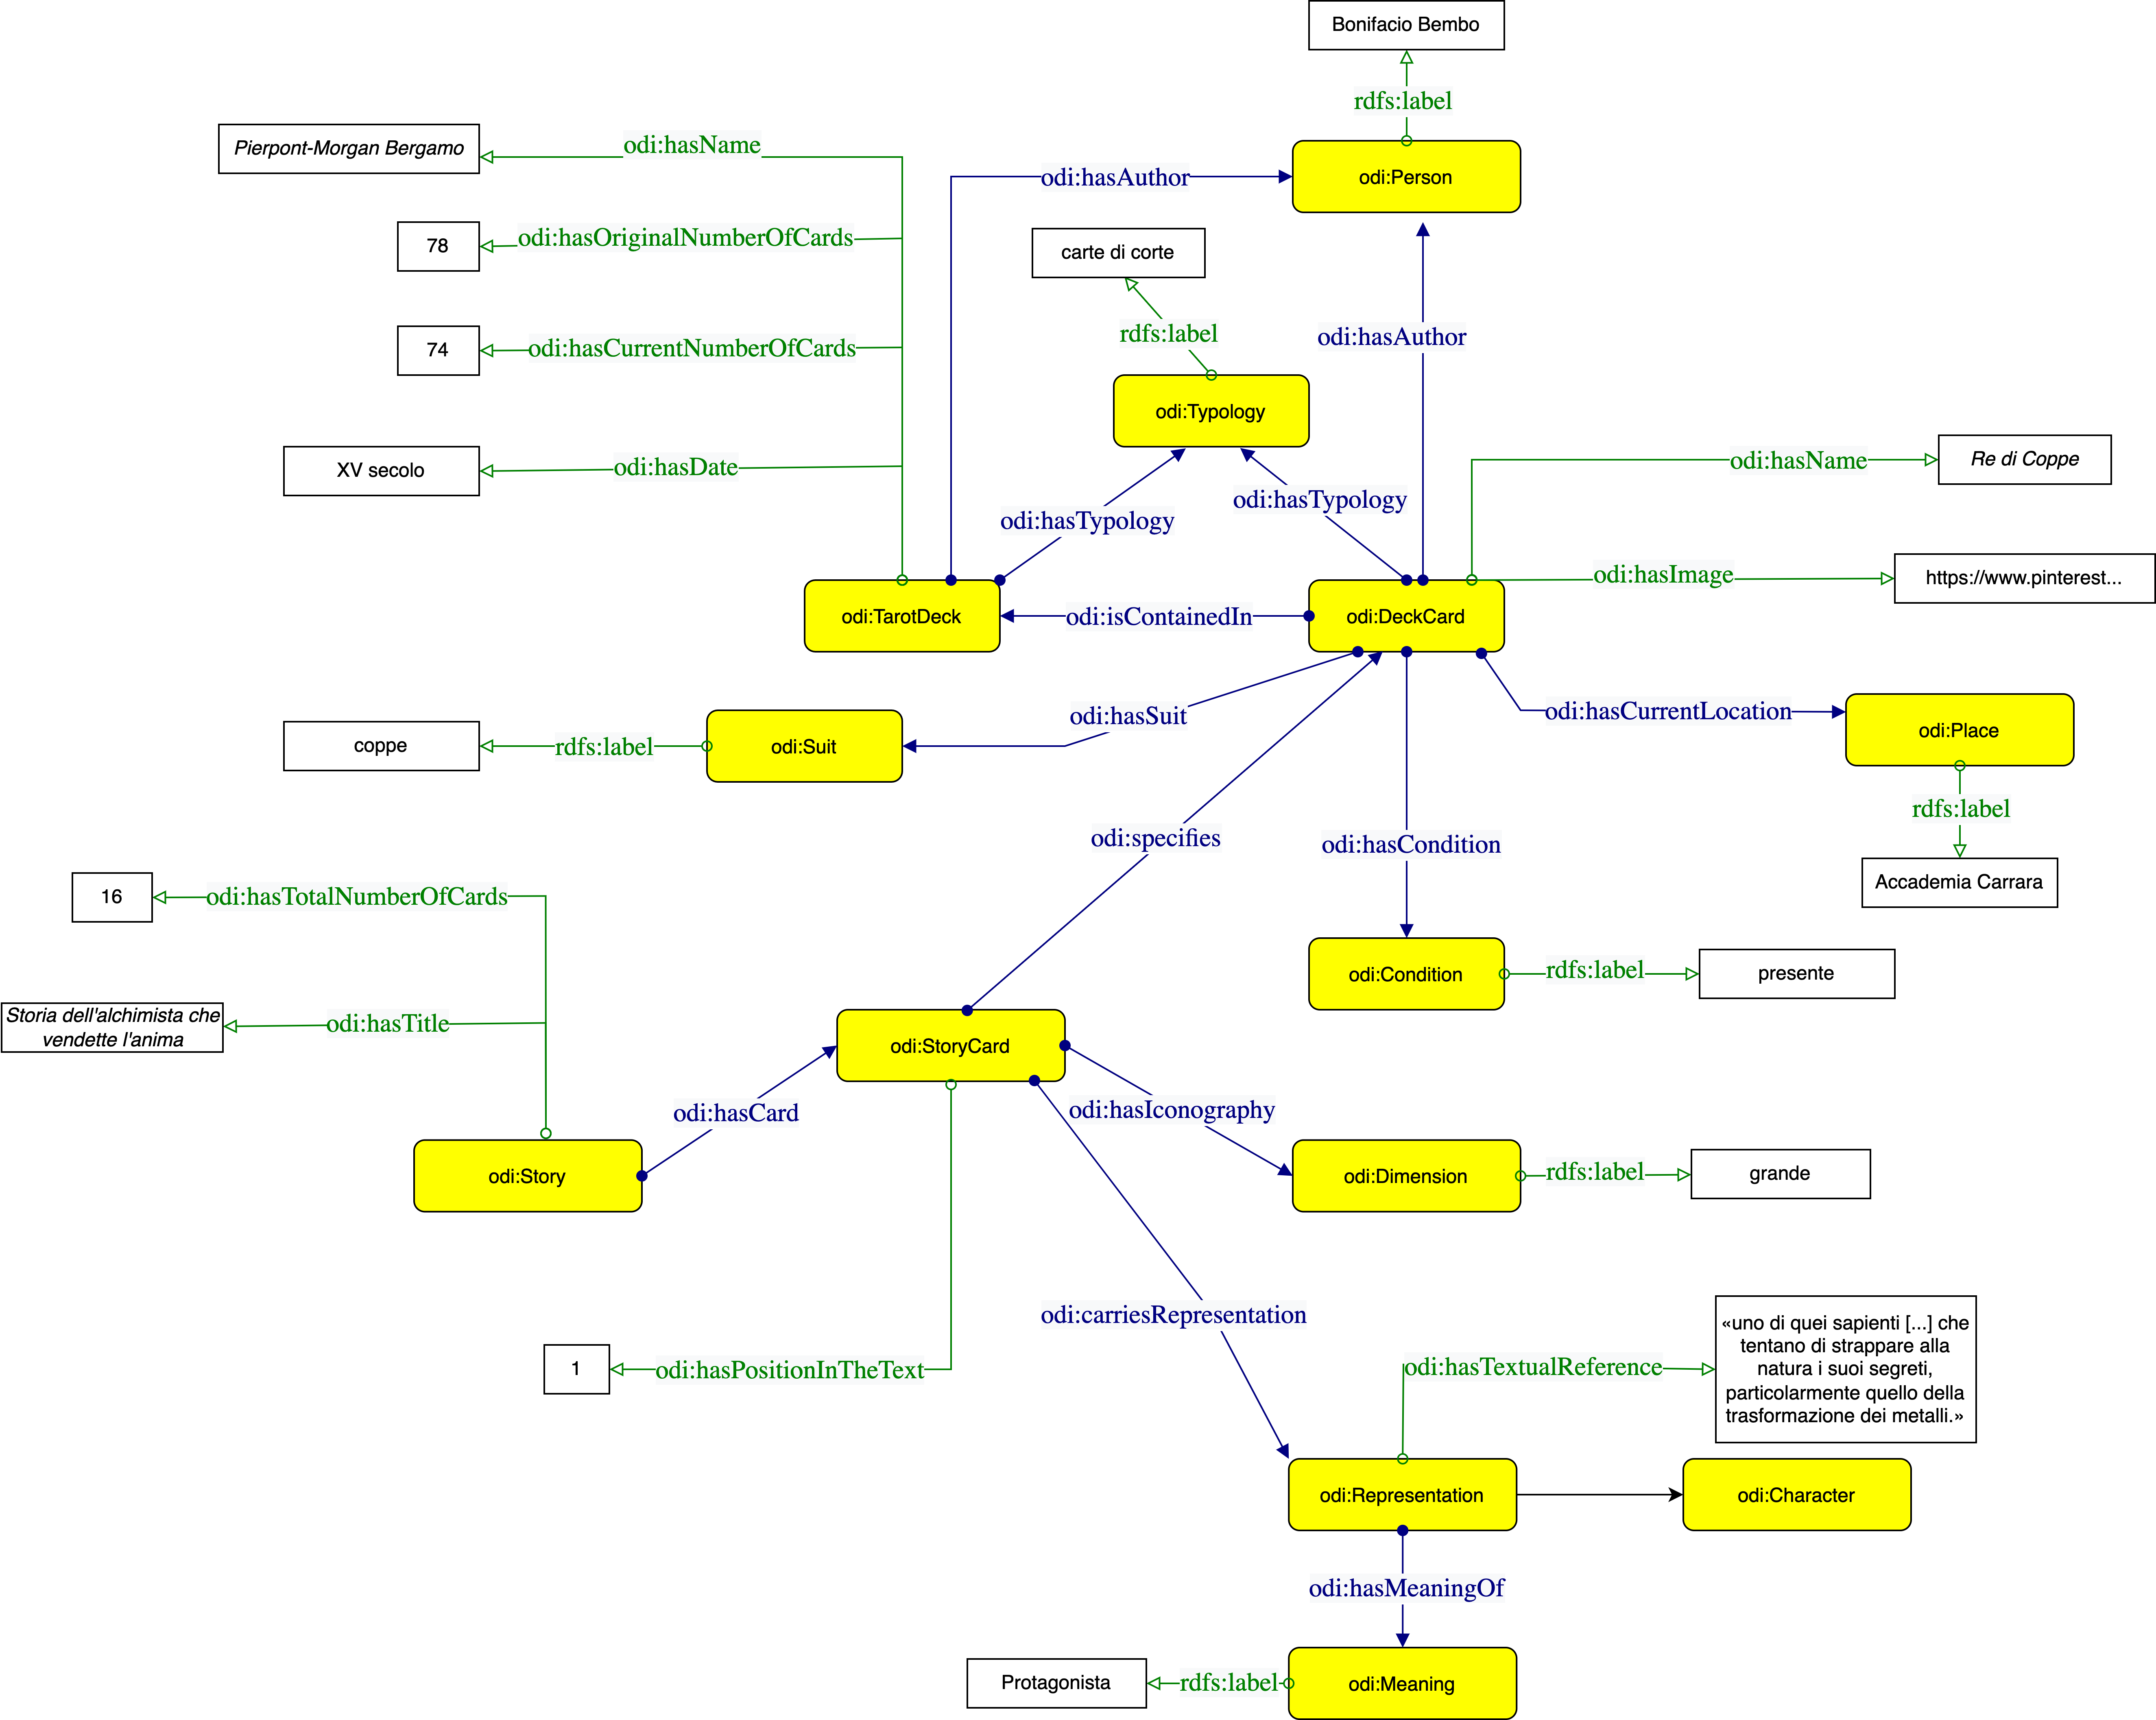 Bonifacio Bembo
rdfs:label
Pierpont-Morgan Bergamo
odi:hasName
odi:hasAuthor
odi:Person
78
odi:hasOriginalNumberOfCards
carte di corte
74
odi:hasCurrentNumberOfCards
rdfs:label
odi:hasAuthor
odi:Typology
XV secolo
odi:hasDate
odi:hasName
Re di Coppe
odi:hasTypology
odi:hasTypology
odi:hasImage
https://www.pinterest...
odi:TarotDeck
odi:isContainedIn
odi:DeckCard
odi:hasSuit
odi:hasCurrentLocation
odi:Place
coppe
rdfs:label
odi:Suit
rdfs:label
odi:specifies
odi:hasCondition
Accademia Carrara
16
odi:hasTotalNumberOfCards
odi:Condition
rdfs:label
presente
Storia dell'alchimista che
vendette l'anima
odi:hasTitle
odi:StoryCard
odi:hasCard
odi:hasIconography
odi:Story
odi:Dimension
rdfs:label
grande
odi:carriesRepresentation
1
odi:hasPositionInTheText
odi:hasTextualReference
«uno di quei sapienti [...] che
tentano di strappare alla
natura i suoi segreti,
particolarmente quello della
trasformazione dei metalli.»
odi:Representation
odi:Character
odi:hasMeaningOf
Protagonista
rdfs:label
odi:Meaning